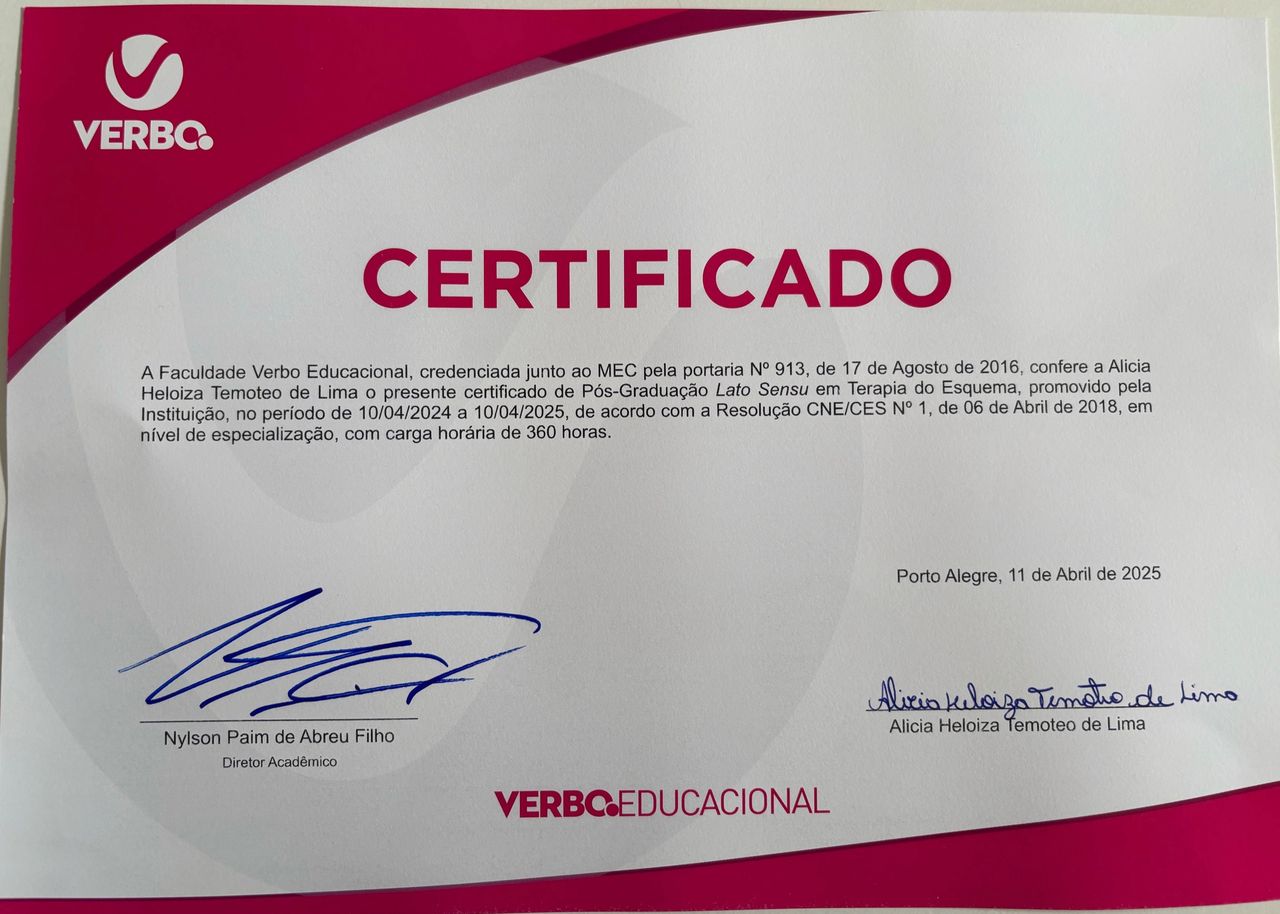 VERBO.
CERTIFICADO
A Faculdade Verbo Educacional, credenciada junto ao MEC pela portaria Nº 913, de 17 de Agosto de 2016, confere a Alicia
Heloiza Temoteo de Lima o presente certificado de Pós-Graduação Lato Sensu em Terapia do Esquema, promovido pela
Instituição, no período de 10/04/2024 a 10/04/2025, de acordo com a Resolução CNE/CES Nº 1, de 06 de Abril de 2018, em
nível de especialização, com carga horária de 360 horas.
Porto Alegre, 11 de Abril de 2025
Alicia Heloiza Temoteo de Lima
Alicia Heloiza Temoteo de Lima
Nylson Paim de Abreu Filho
Diretor Acadêmico
VERBO.EDUCACIONAL